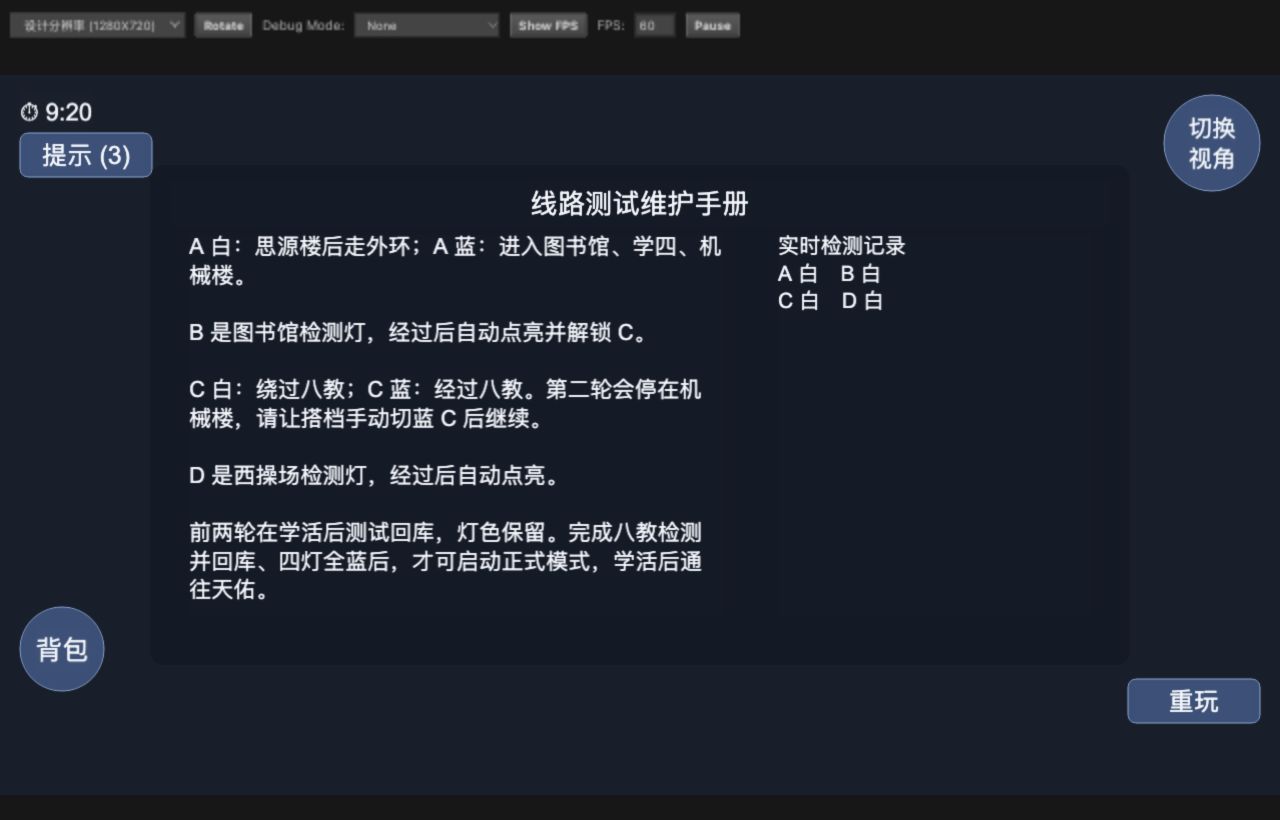 设计分辨率 (1280X720) Rotate Debug Mode: None Show FPS FPS: 60 Pause
9:20
提示 (3)
切换
视角
线路测试维护手册
A 白：思源楼后走外环；A 蓝：进入图书馆、学四、机
械楼。
B 是图书馆检测灯，经过后自动点亮并解锁 C。
C 白：绕过八教；C 蓝：经过八教。第二轮会停在机
械楼，请让搭档手动切蓝 C 后继续。
D 是西操场检测灯，经过后自动点亮。
前两轮在学活后测试回库，灯色保留。完成八教检测
并回库、四灯全蓝后，才可启动正式模式，学活后通
往天佑。
实时检测记录
A 白 B 白
C 白 D 白
背包
重玩